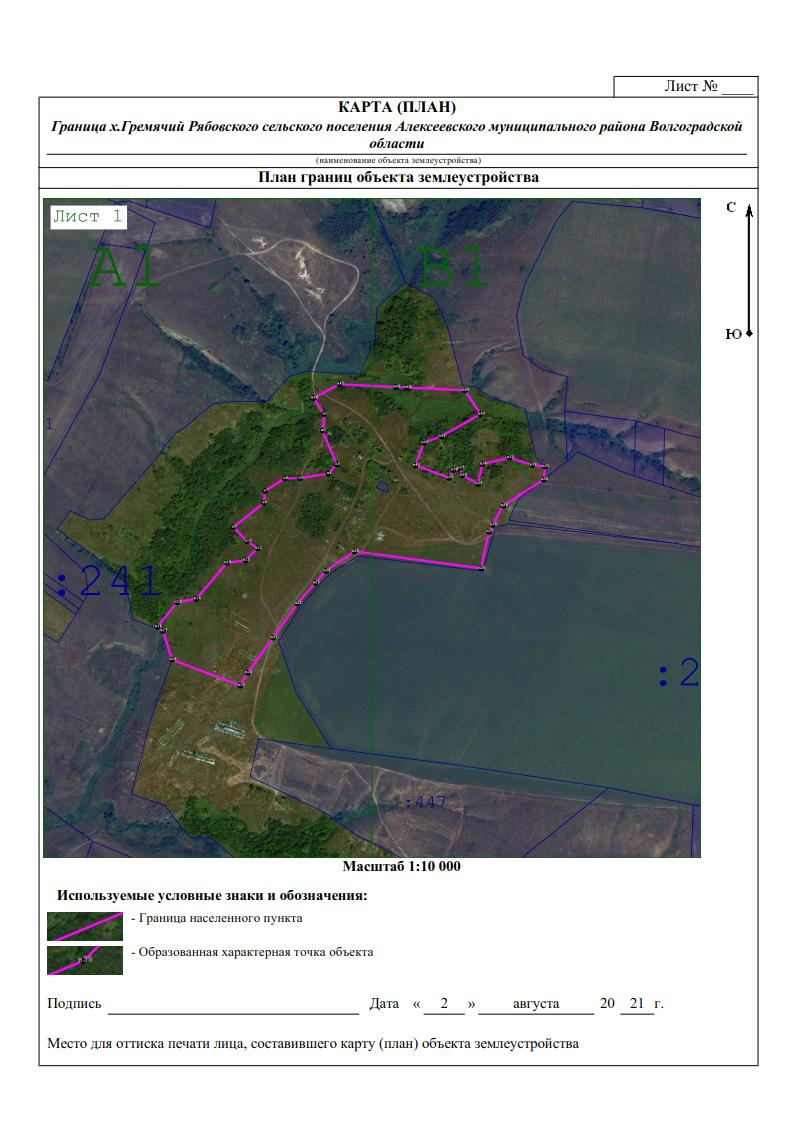 Лист № ____
КАРТА (ПЛАН)
Граница х.Гремячий Рябовского сельского поселения Алексеевского муниципального района Волгоградской
области
(наименование объекта землеустройства)
План границ объекта землеустройства
Лист 1
С
А1
В1
Ю
1
:241
:2
:447
Масштаб 1:10 000
Используемые условные знаки и обозначения:
- Граница населенного пункта
- Образованная характерная точка объекта
Подпись Дата « 2 » августа 20 21 г.
Место для оттиска печати лица, составившего карту (план) объекта землеустройства